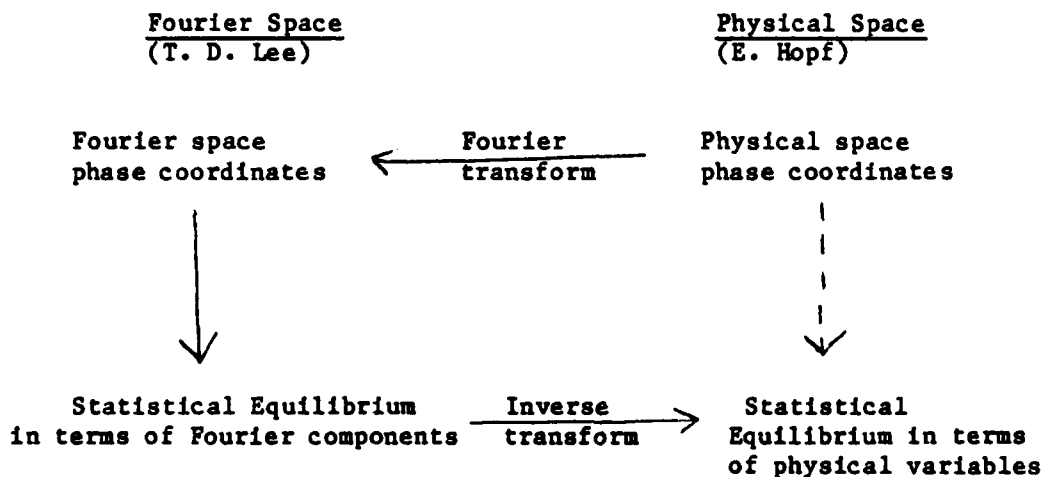 Fourier Space
(T. D. Lee)
Physical Space
(E. Hopf)
Fourier space
phase coordinates
Fourier
transform
Physical space
phase coordinates
Statistical Equilibrium
in terms of Fourier components
Inverse
transform
Statistical
Equilibrium in terms
of physical variables